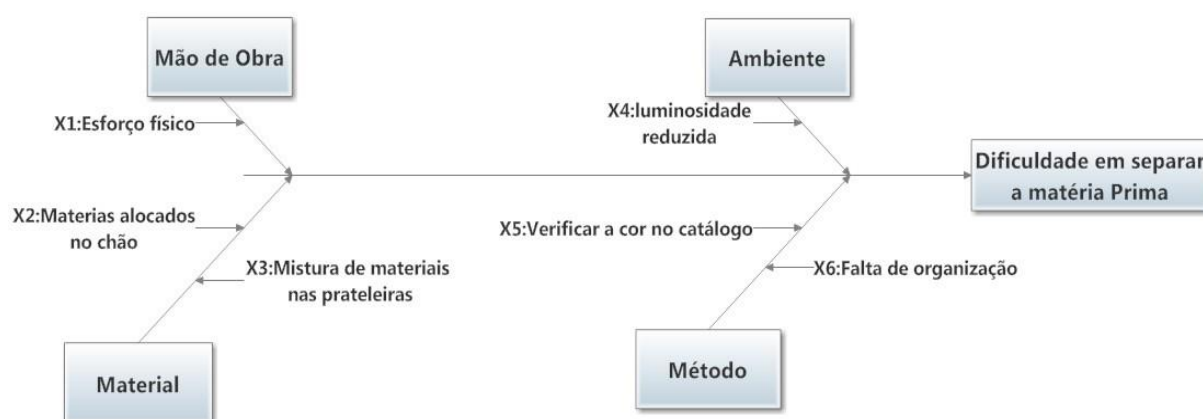 Mão de Obra
Ambiente
X1:Esforço físico
X4:luminosidade
reduzida
Dificuldade em separar
a matéria Prima
X2:Materias alocados
no chão
X5:Verificar a cor no catálogo
X3:Mistura de materiais
nas prateleiras
X6:Falta de organização
Material
Método